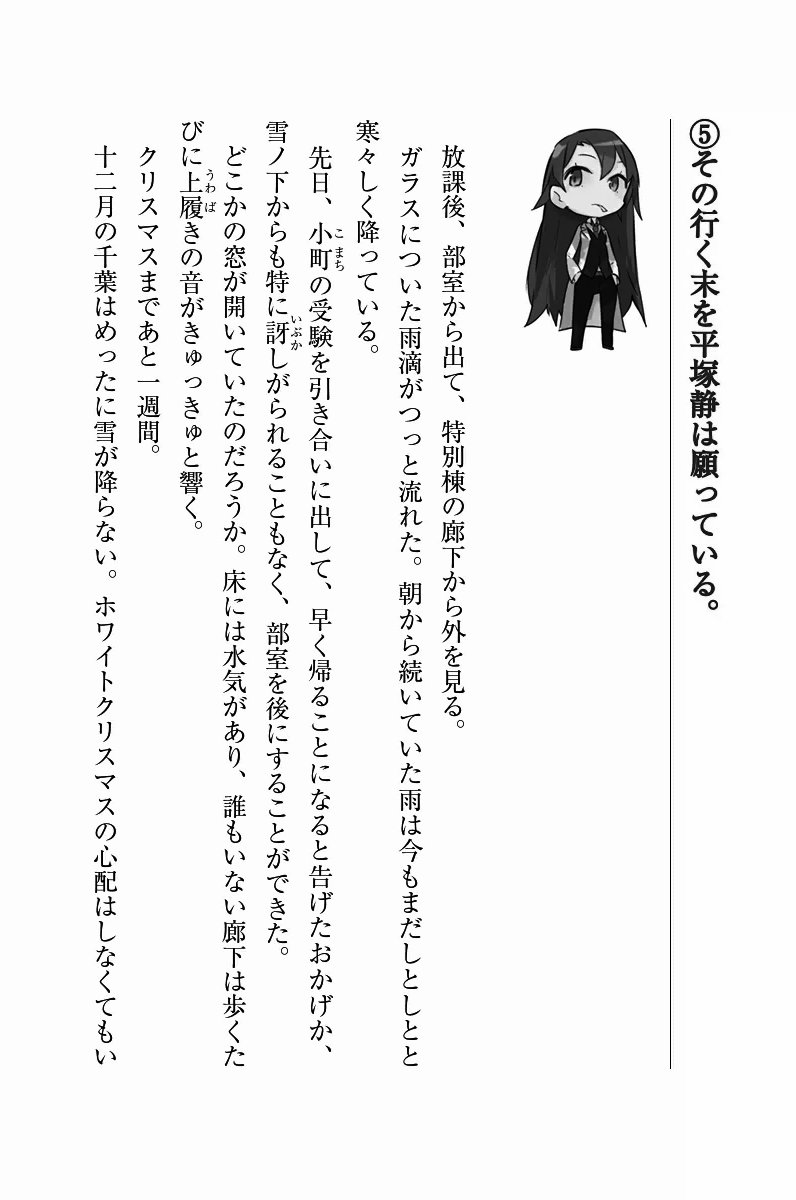 ⑤その行く末を平塚静は願っている。
放課後、部室から出て、特別棟の廊下から外を見る。
ガラスについた雨滴がつっと流れた。朝から続いていた雨は今もまだしとしとと
寒々しく降っている。
先日、小町の受験を引き合いに出して、早く帰ることになると告げたおかげか、
こまち
雪ノ下からも特に訝しがられることもなく、部室を後にすることができた。
いぶか
どこかの窓が開いていたのだろうか。床には水気があり、誰もいない廊下は歩くた
びに上履きの音がきゅっきゅと響く。
うわば
クリスマスまであと一週間。
十二月の千葉はめったに雪が降らない。ホワイトクリスマスの心配はしなくてもい